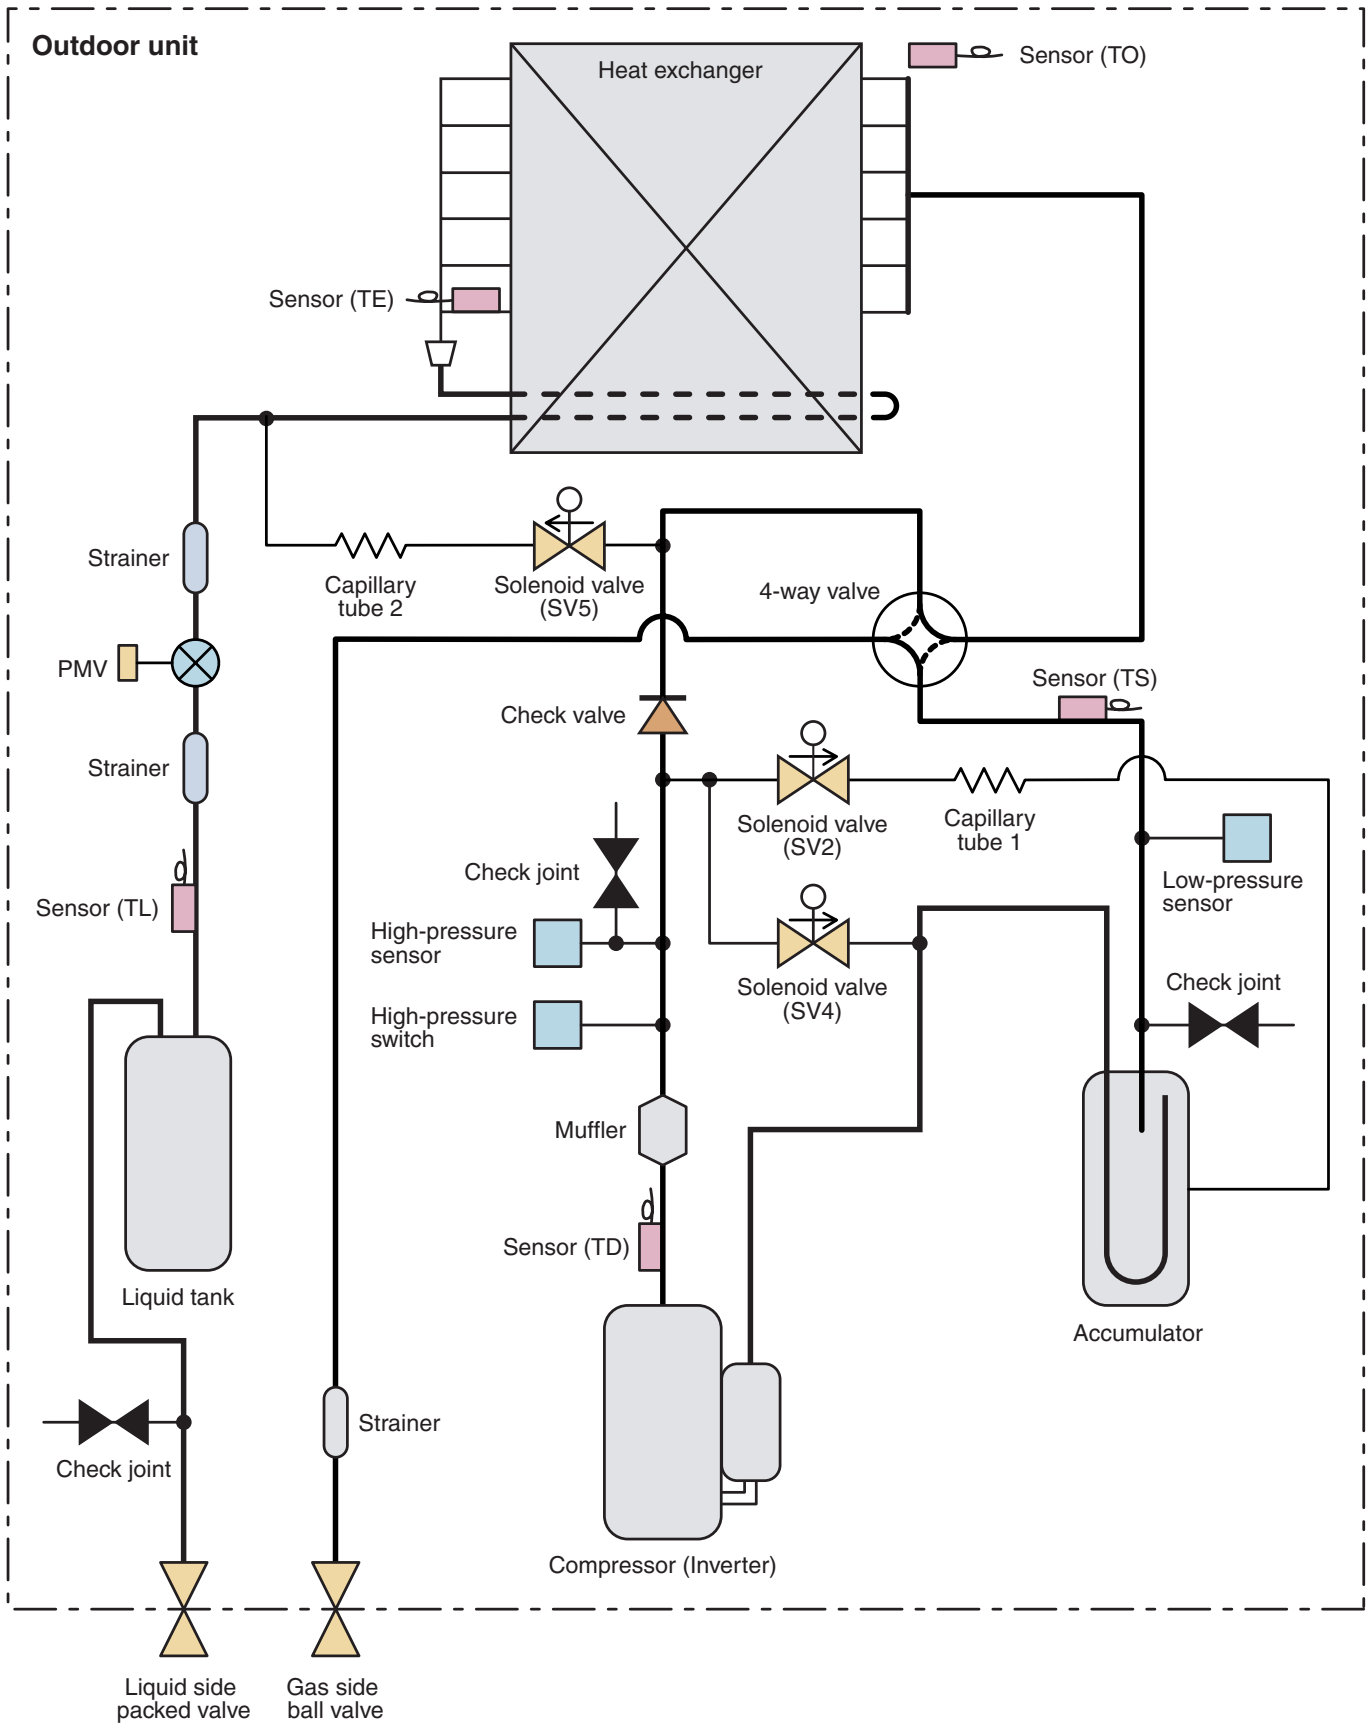 Outdoor unit
Heat exchanger
Sensor (TO)
Sensor (TE)
Strainer
Capillary
tube 2
Solenoid valve
(SV5)
4-way valve
PMV
Sensor (TS)
Check valve
Strainer
Solenoid valve
(SV2)
Capillary
tube 1
Check joint
Low-pressure
sensor
Sensor (TL)
High-pressure
sensor
Solenoid valve
(SV4)
Check joint
High-pressure
switch
Muffler
Sensor (TD)
Liquid tank
Accumulator
Strainer
Check joint
Compressor (Inverter)
Liquid side
packed valve
Gas side
ball valve